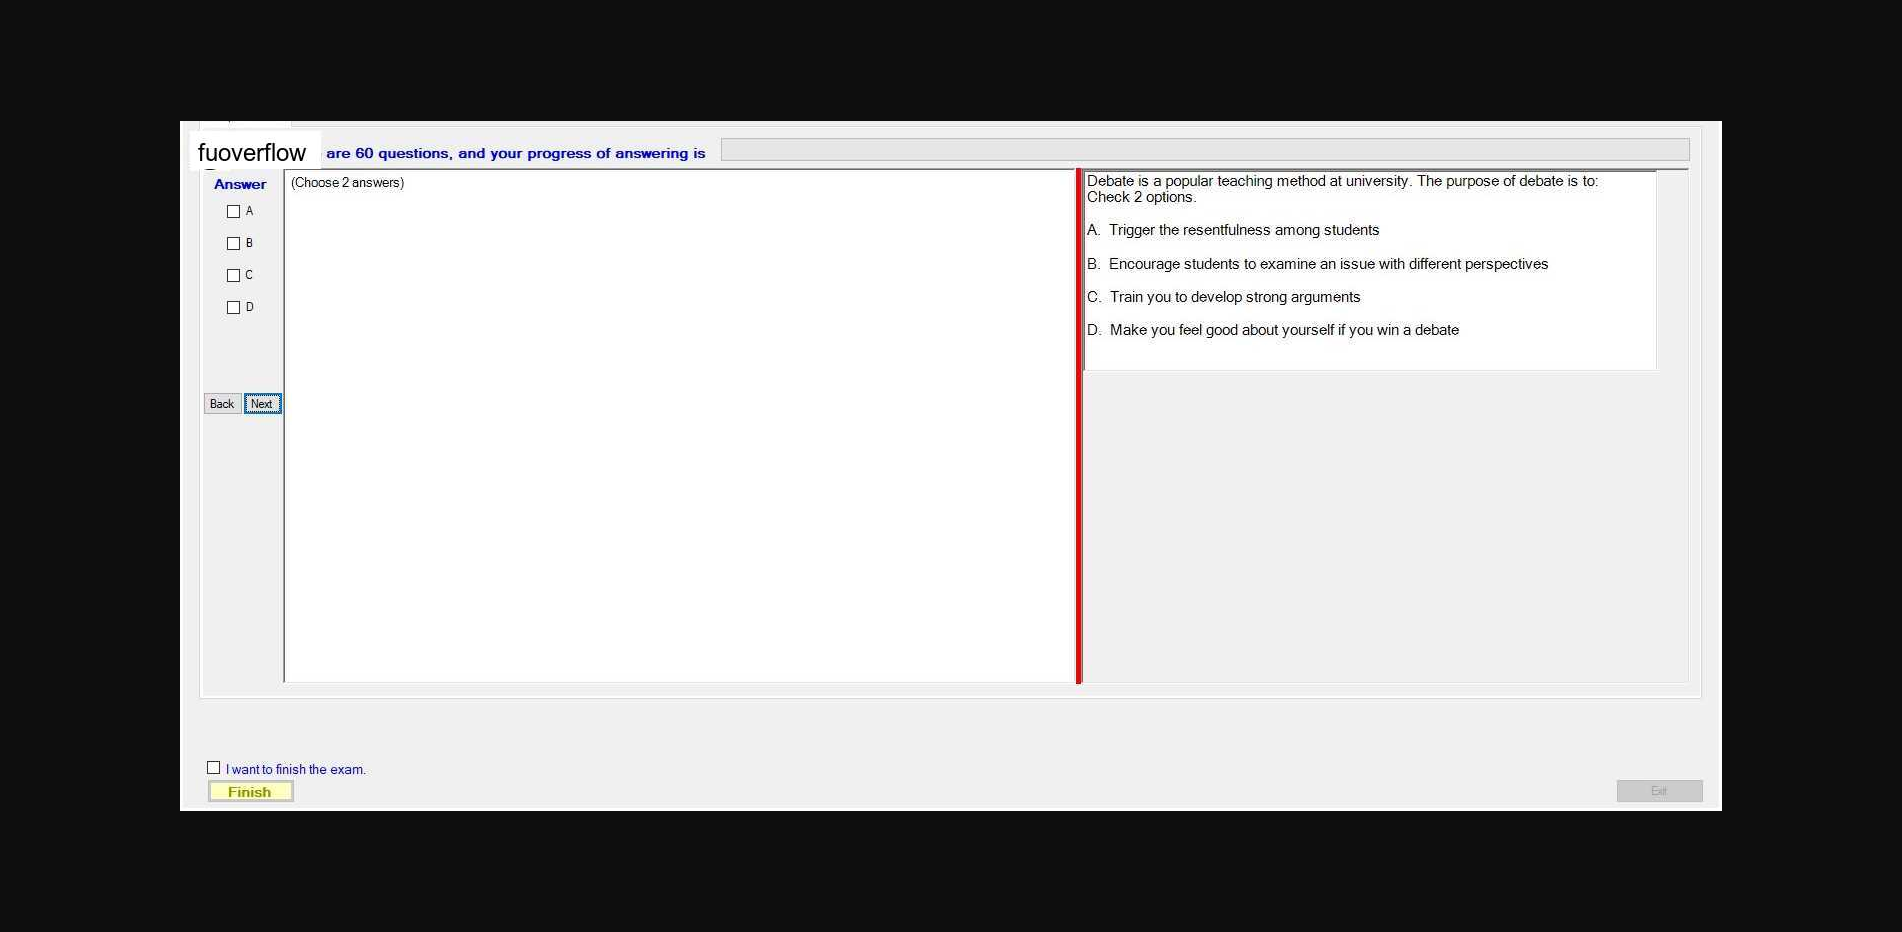 fuoverflow are 60 questions, and your progress of answering is
Answer
A
B
C
D
Back Next
(Choose 2 answers)
Debate is a popular teaching method at university. The purpose of debate is to:
Check 2 options.
A. Trigger the resentfulness among students
B. Encourage students to examine an issue with different perspectives
C. Train you to develop strong arguments
D. Make you feel good about yourself if you win a debate
I want to finish the exam.
Finish
Exit